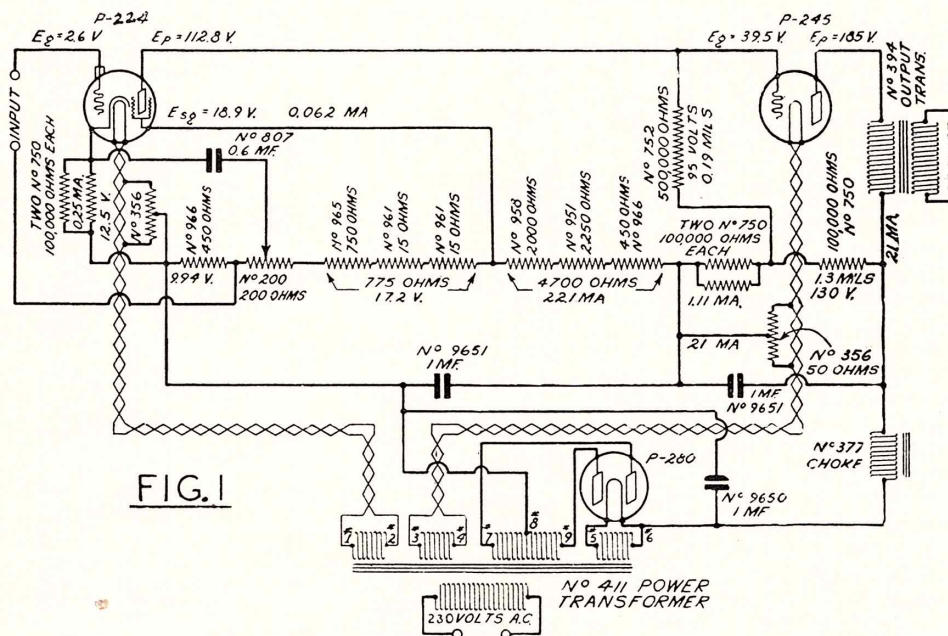 P-224
Eg=2.6 V
Ep=112.8 V.
P-245
Eg=39.5 V.
Ep=185 V.
Nº 394
OUTPUT
TRANS.
INPUT
Esg=18.9 V. 0.062 MA
Nº 807
0.6 MF.
TWO Nº 750
100,000 OHMS EACH
0.25 MA.
12.5 V.
Nº 356
Nº 966
450 OHMS
9.94 V.
Nº 200
200 OHMS
Nº 965
750 OHMS
Nº 961
15 OHMS
Nº 961
15 OHMS
775 OHMS
17.2 V.
Nº 958
2000 OHMS
Nº 951
2250 OHMS
450 OHMS
Nº 966
4700 OHMS
22.1 MA
Nº 752
500,000 OHMS
95 VOLTS
0.19 MILS
TWO Nº 750
100,000 OHMS
EACH
1.11 MA.
100,000 OHMS
Nº 750
1.3 MILS
130 V.
21 MA.
21 MA
Nº 356
50 OHMS
Nº 9651
1 MF.
1 MF.
Nº 9651
Nº 377
CHOKE
P-280
Nº 9650
1 MF
FIG. 1
*1 2* *3 4* *7 *8 *9 *5 *6
Nº 411 POWER
TRANSFORMER
230 VOLTS A.C.